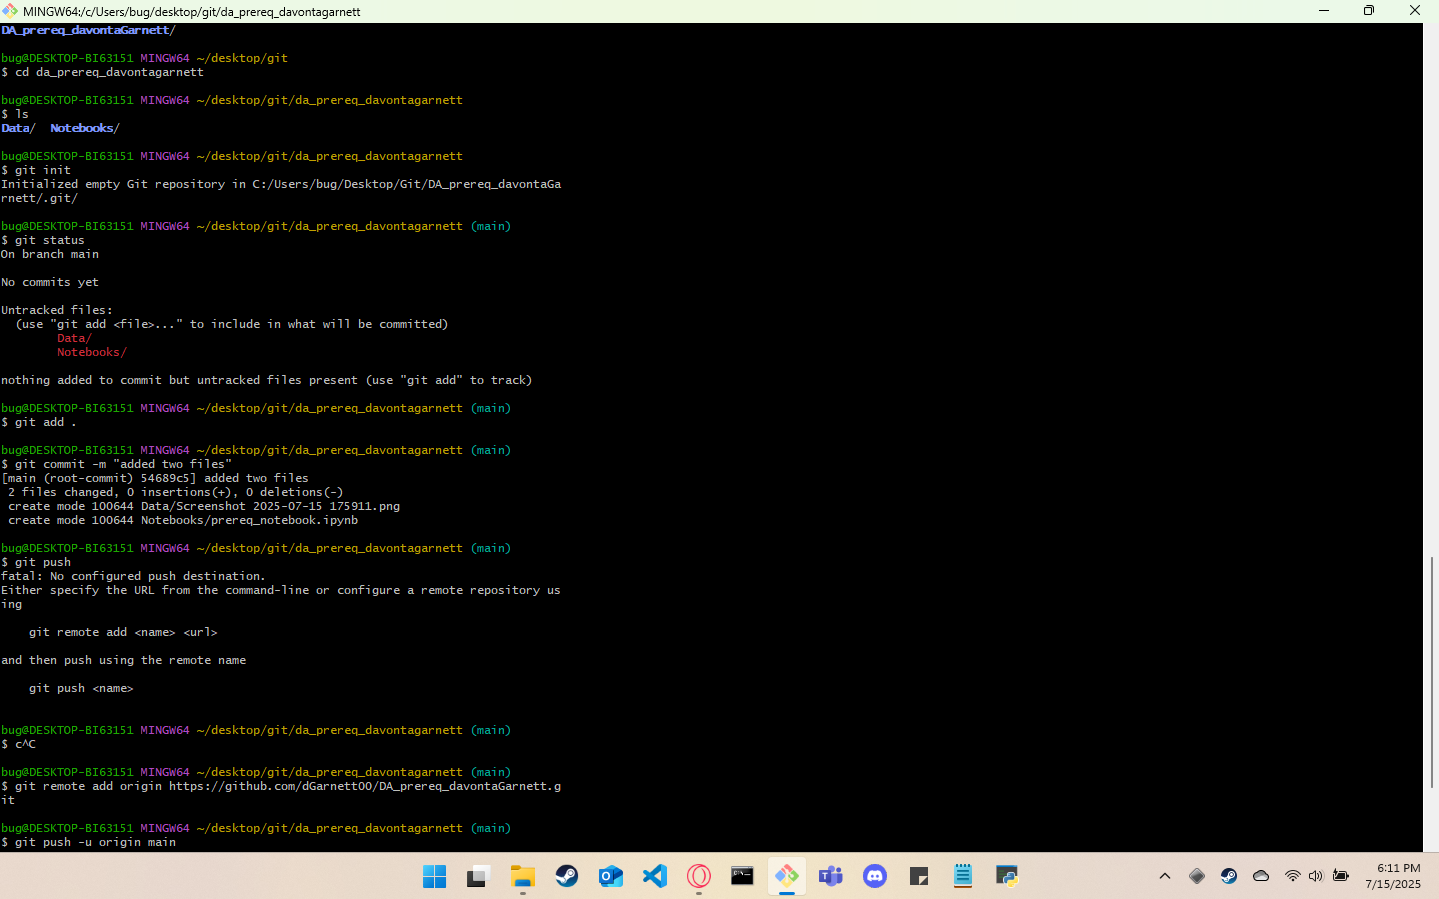 MINGW64:/c/Users/bug/desktop/git/da_prereq_davontagarnett
DA_prereq_davontaGarnett/
bug@DESKTOP-BI63151 MINGW64 ~/desktop/git
$ cd da_prereq_davontagarnett
bug@DESKTOP-BI63151 MINGW64 ~/desktop/git/da_prereq_davontagarnett
$ ls
Data/  Notebooks/
bug@DESKTOP-BI63151 MINGW64 ~/desktop/git/da_prereq_davontagarnett
$ git init
Initialized empty Git repository in C:/Users/bug/Desktop/Git/DA_prereq_davontaGa
rnett/.git/
bug@DESKTOP-BI63151 MINGW64 ~/desktop/git/da_prereq_davontagarnett (main)
$ git status
On branch main
No commits yet
Untracked files:
  (use "git add <file>..." to include in what will be committed)
        Data/
        Notebooks/
nothing added to commit but untracked files present (use "git add" to track)
bug@DESKTOP-BI63151 MINGW64 ~/desktop/git/da_prereq_davontagarnett (main)
$ git add .
bug@DESKTOP-BI63151 MINGW64 ~/desktop/git/da_prereq_davontagarnett (main)
$ git commit -m "added two files"
[main (root-commit) 54689c5] added two files
 2 files changed, 0 insertions(+), 0 deletions(-)
 create mode 100644 Data/Screenshot 2025-07-15 175911.png
 create mode 100644 Notebooks/prereq_notebook.ipynb
bug@DESKTOP-BI63151 MINGW64 ~/desktop/git/da_prereq_davontagarnett (main)
$ git push
fatal: No configured push destination.
Either specify the URL from the command-line or configure a remote repository us
ing
    git remote add <name> <url>
and then push using the remote name
    git push <name>
bug@DESKTOP-BI63151 MINGW64 ~/desktop/git/da_prereq_davontagarnett (main)
$ c^C
bug@DESKTOP-BI63151 MINGW64 ~/desktop/git/da_prereq_davontagarnett (main)
$ git remote add origin https://github.com/dGarnett00/DA_prereq_davontaGarnett.g
it
bug@DESKTOP-BI63151 MINGW64 ~/desktop/git/da_prereq_davontagarnett (main)
$ git push -u origin main
6:11 PM
7/15/2025